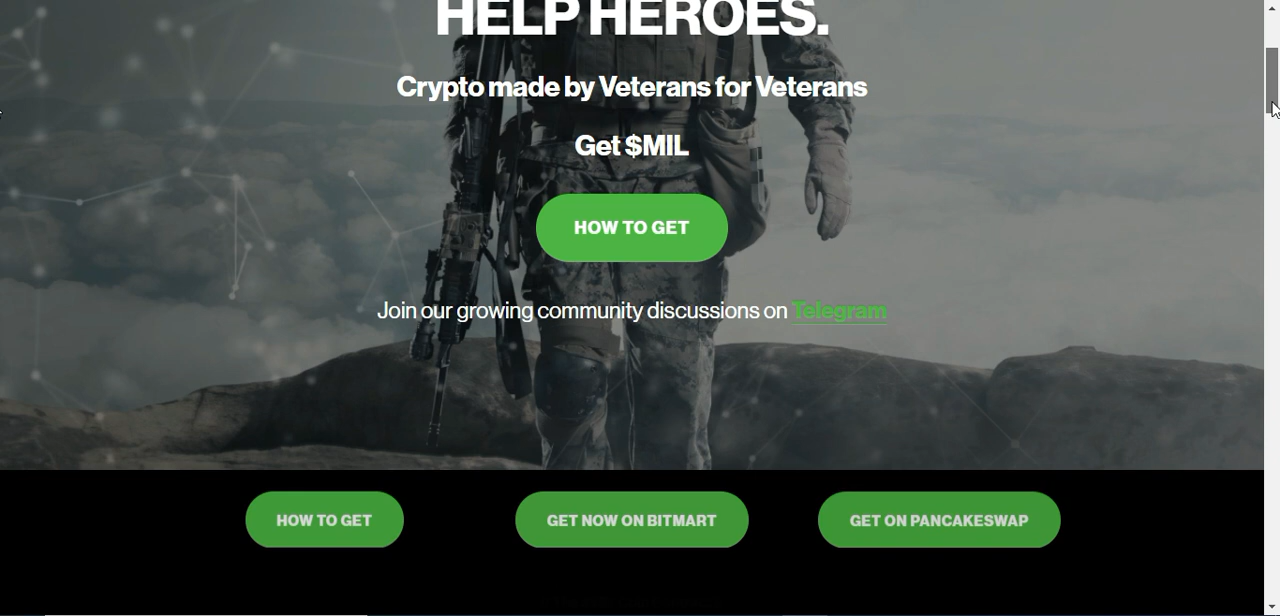 HELP HEROES.
Crypto made by Veterans for Veterans
Get $MIL
HOW TO GET
Join our growing community discussions on Telegram
HOW TO GET
GET NOW ON BITMART
GET ON PANCAKESWAP